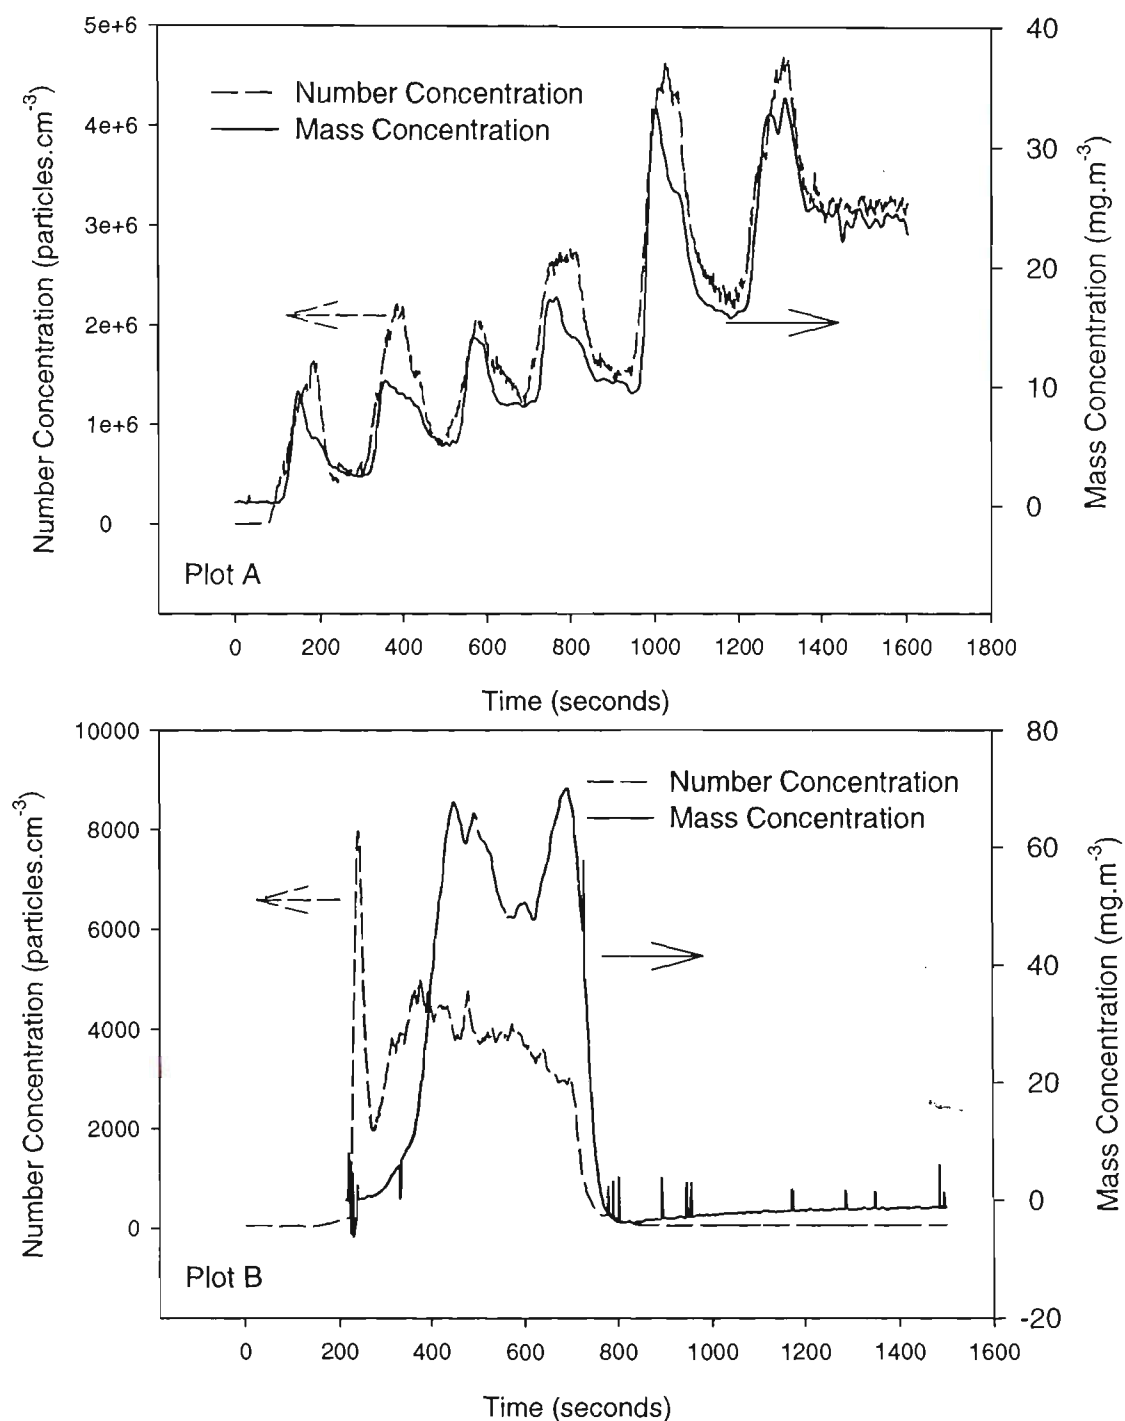 5e+6
4e+6
3e+6
2e+6
1e+6
0
Number Concentration (particles.cm-3)
Number Concentration
Mass Concentration
40
30
20
10
0
Mass Concentration (mg.m-3)
Plot A
0 200 400 600 800 1000 1200 1400 1600 1800
Time (seconds)
10000
8000
6000
4000
2000
0
Number Concentration (particles.cm-3)
Number Concentration
Mass Concentration
80
60
40
20
0
-20
Mass Concentration (mg.m-3)
Plot B
0 200 400 600 800 1000 1200 1400 1600
Time (seconds)